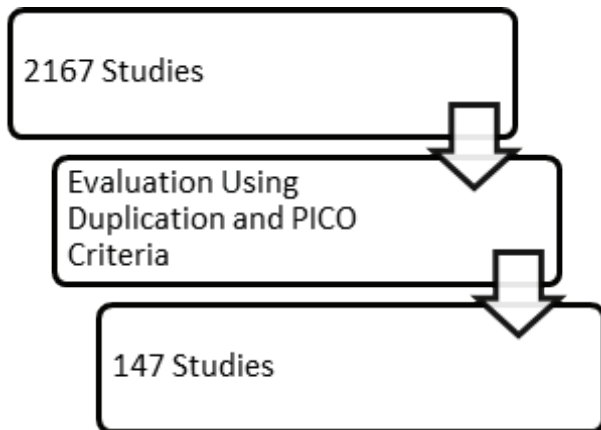 2167 Studies
Evaluation Using
Duplication and PICO
Criteria
147 Studies